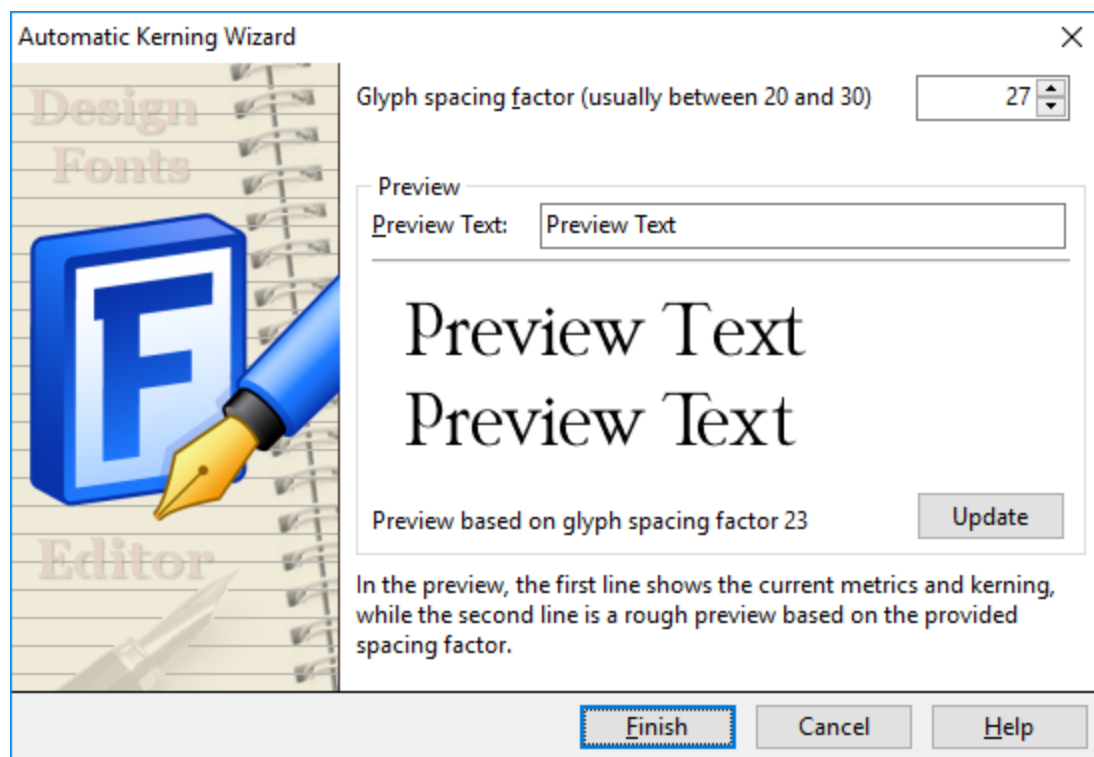 Automatic Kerning Wizard
Design
Fonts
F
Editor
Glyph spacing factor (usually between 20 and 30)
27
Preview
Preview Text:
Preview Text
Preview Text
Preview Text
Preview based on glyph spacing factor 23
Update
In the preview, the first line shows the current metrics and kerning,
while the second line is a rough preview based on the provided
spacing factor.
Finish
Cancel
Help